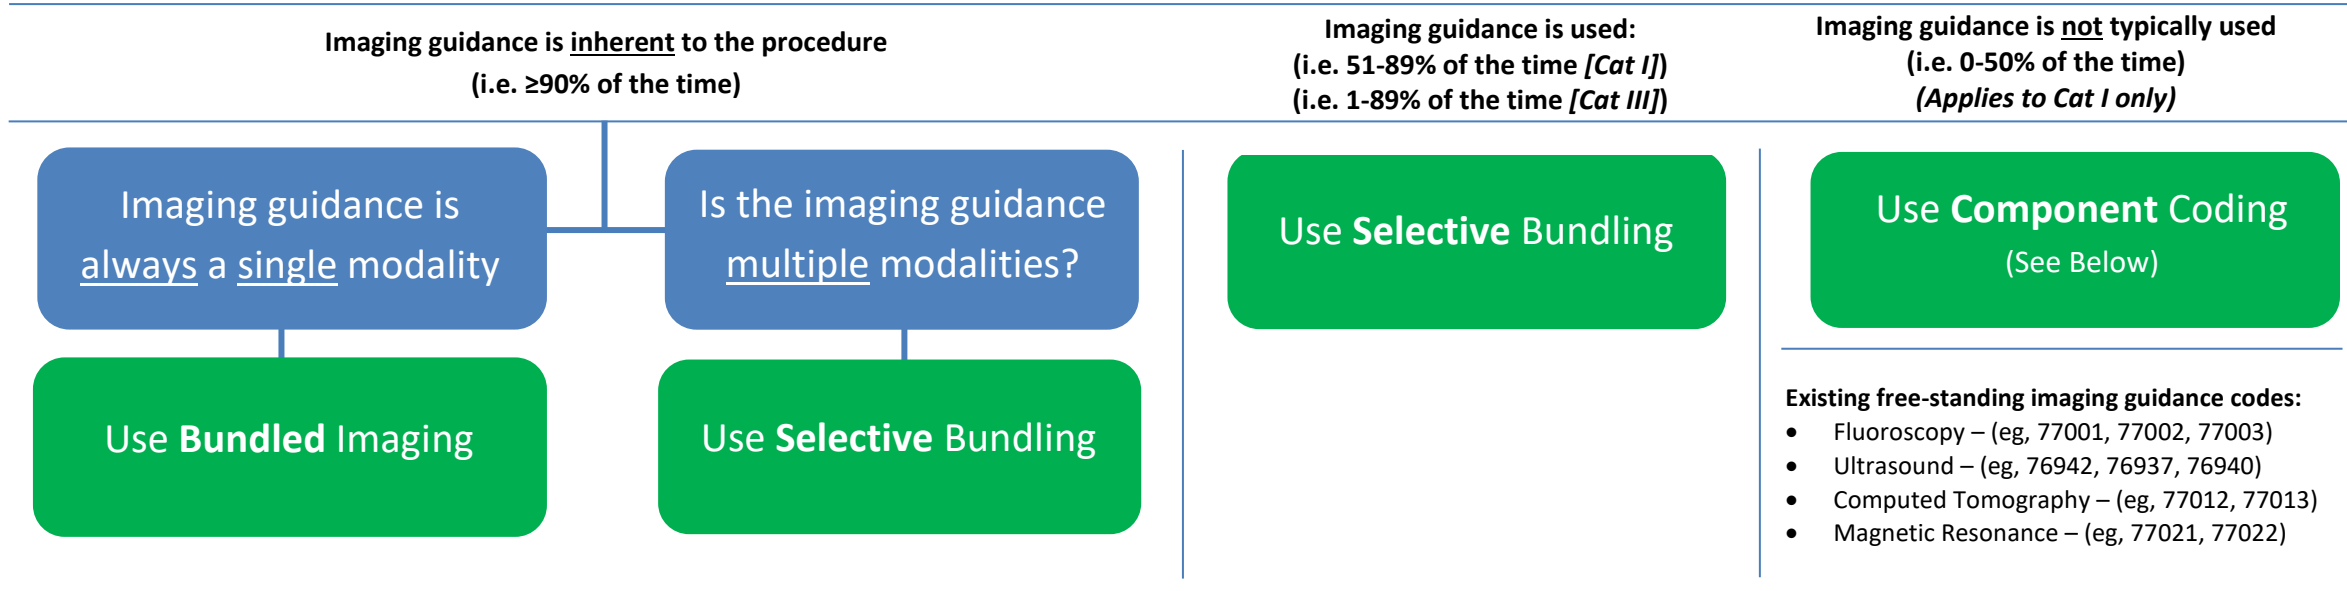 Imaging guidance is inherent to the procedure
(i.e. ≥90% of the time)
Imaging guidance is used:
(i.e. 51-89% of the time [Cat I])
(i.e. 1-89% of the time [Cat III])
Imaging guidance is not typically used
(i.e. 0-50% of the time)
(Applies to Cat I only)
Imaging guidance is
always a single modality
Is the imaging guidance
multiple modalities?
Use Selective Bundling
Use Component Coding
(See Below)
Use Bundled Imaging
Use Selective Bundling
Existing free-standing imaging guidance codes:
• Fluoroscopy – (eg, 77001, 77002, 77003)
• Ultrasound – (eg, 76942, 76937, 76940)
• Computed Tomography – (eg, 77012, 77013)
• Magnetic Resonance – (eg, 77021, 77022)